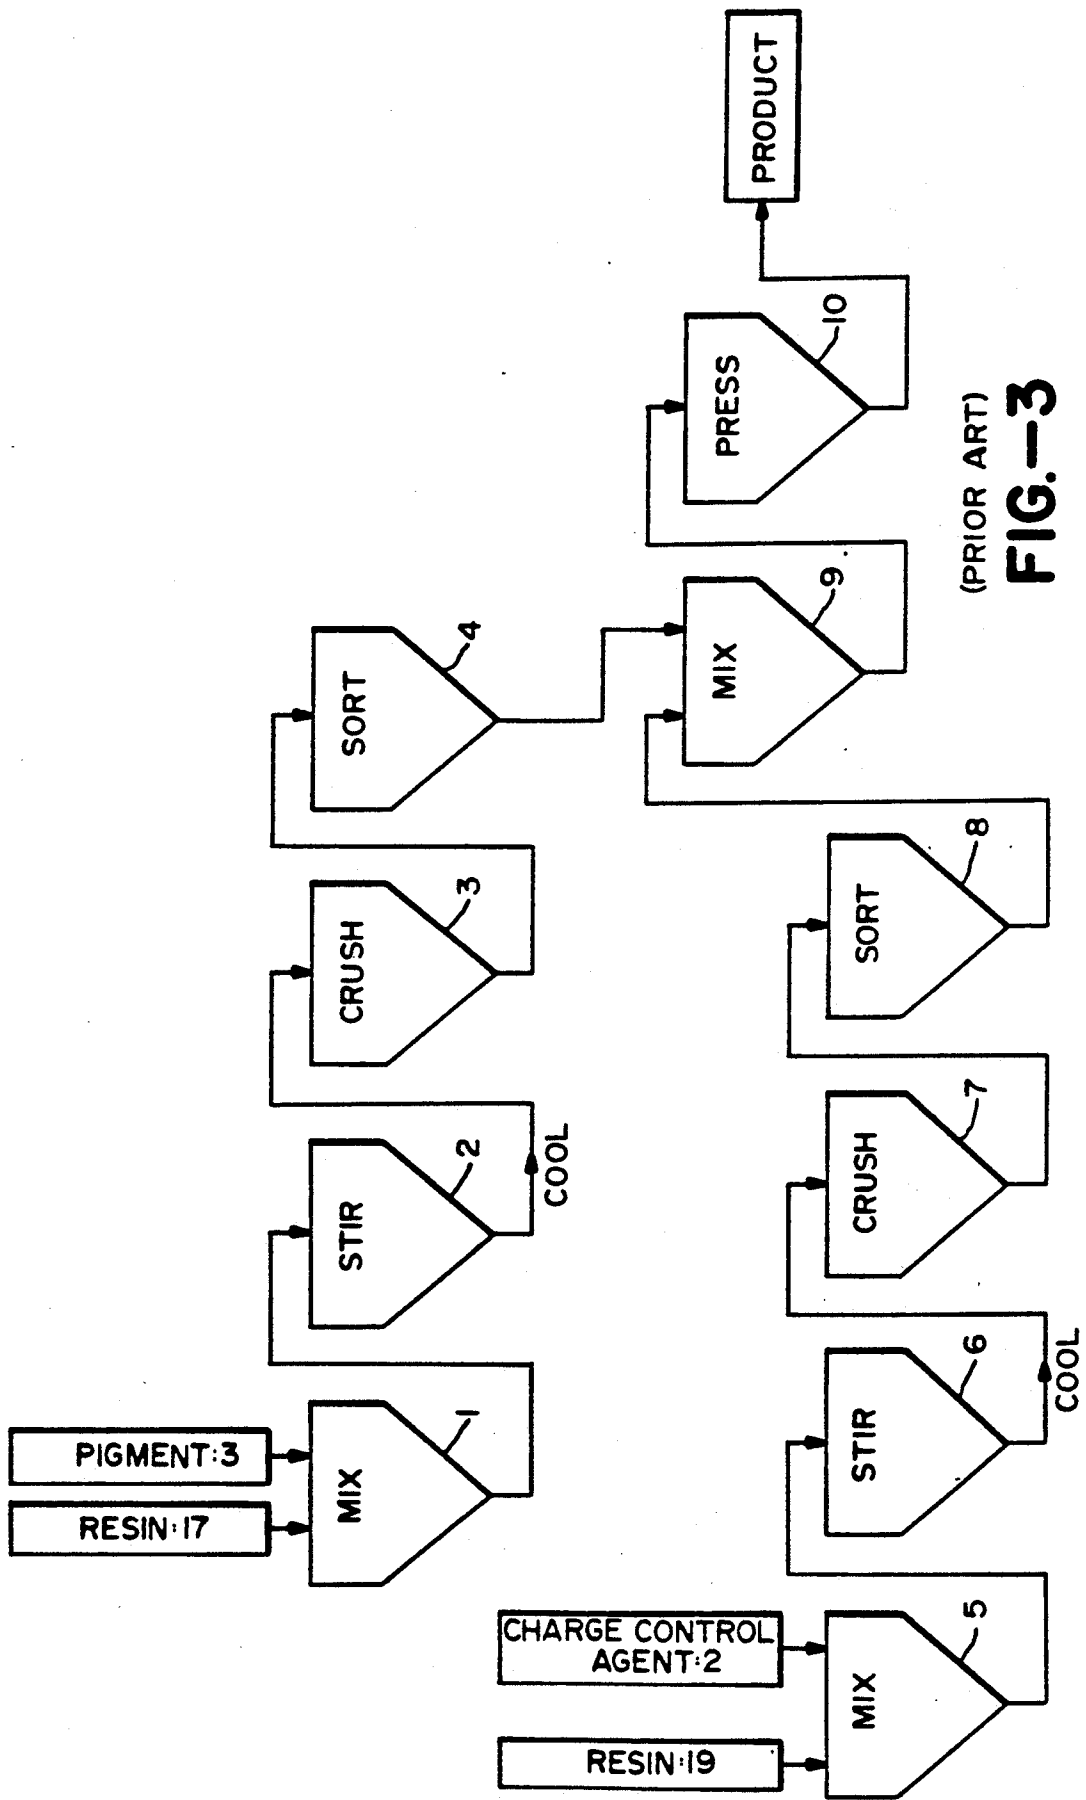 PIGMENT:3
RESIN:17
MIX
1
STIR
2
COOL
CRUSH
3
SORT
4
CHARGE CONTROL
AGENT:2
RESIN:19
MIX
5
STIR
6
COOL
CRUSH
7
SORT
8
MIX
9
PRESS
10
PRODUCT
(PRIOR ART)
FIG.-3